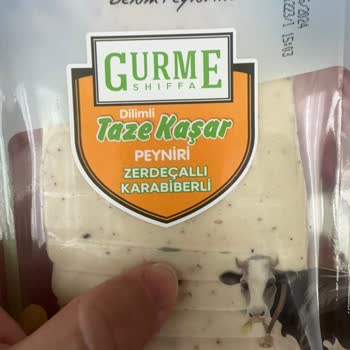 GURME
SHIFFA
Dilimli
Taze Kaşar
PEYNİRİ
ZERDEÇALLI
KARABİBERLİ